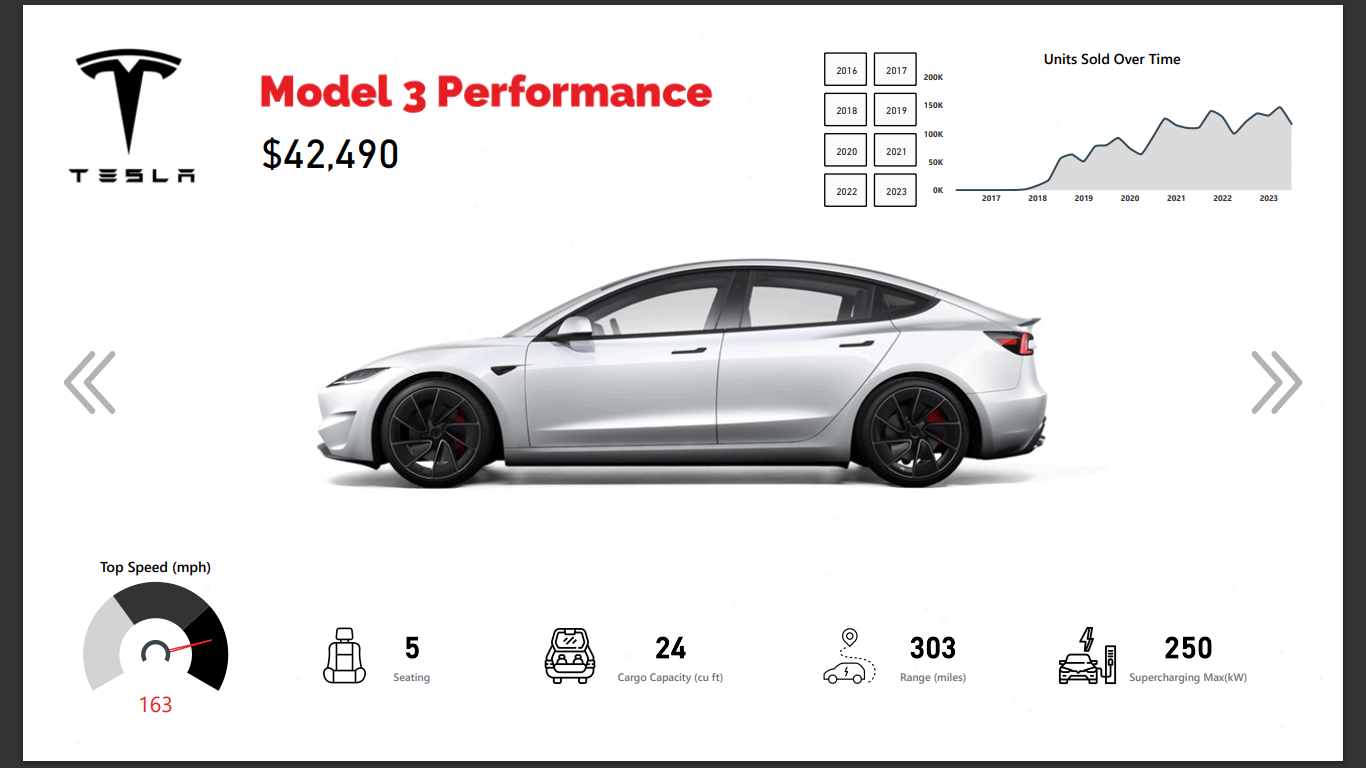 TESLA
Model 3 Performance
$42,490
2016 2017
2018 2019
2020 2021
2022 2023
Units Sold Over Time
200K
150K
100K
50K
0K
2017 2018 2019 2020 2021 2022 2023
Top Speed (mph)
163
5
Seating
24
Cargo Capacity (cu ft)
303
Range (miles)
250
Supercharging Max(kW)